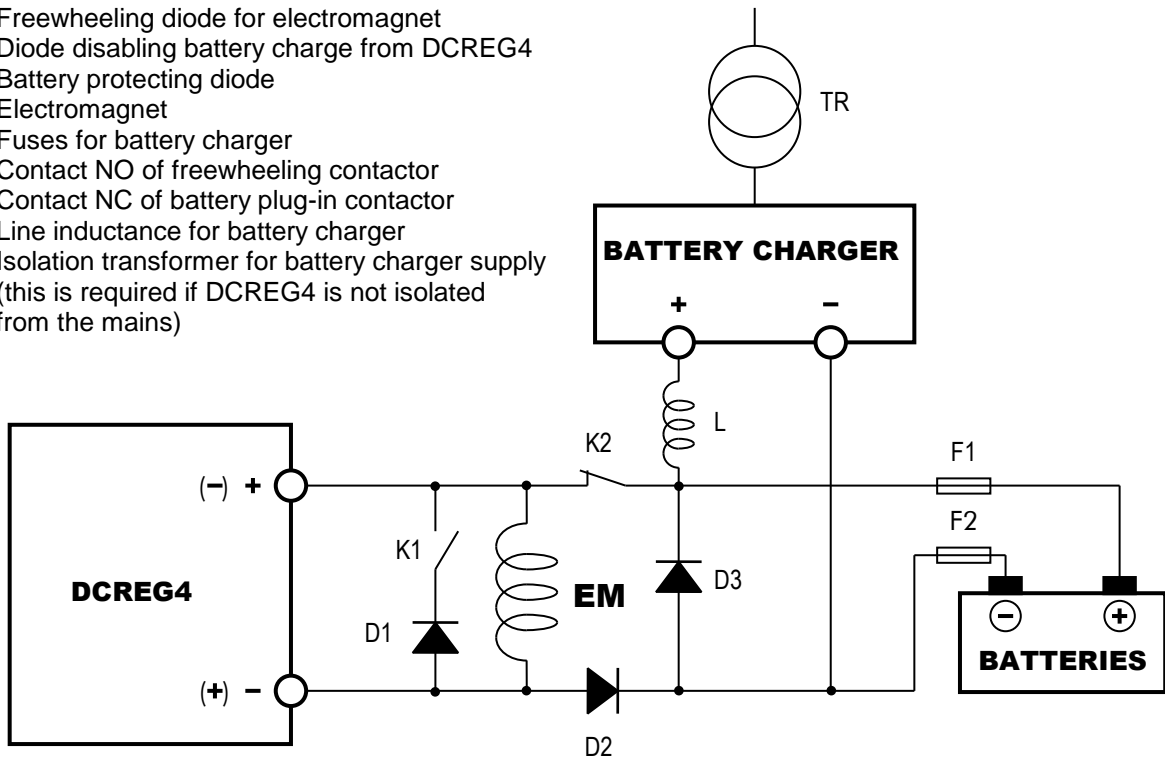 Freewheeling diode for electromagnet
Diode disabling battery charge from DCREG4
Battery protecting diode
Electromagnet
Fuses for battery charger
Contact NO of freewheeling contactor
Contact NC of battery plug-in contactor
Line inductance for battery charger
Isolation transformer for battery charger supply
(this is required if DCREG4 is not isolated
from the mains)
TR
BATTERY CHARGER
+ −
L
K2
F1
(−) +
F2
K1
EM
D3
DCREG4
D1
− +
BATTERIES
(+) −
D2